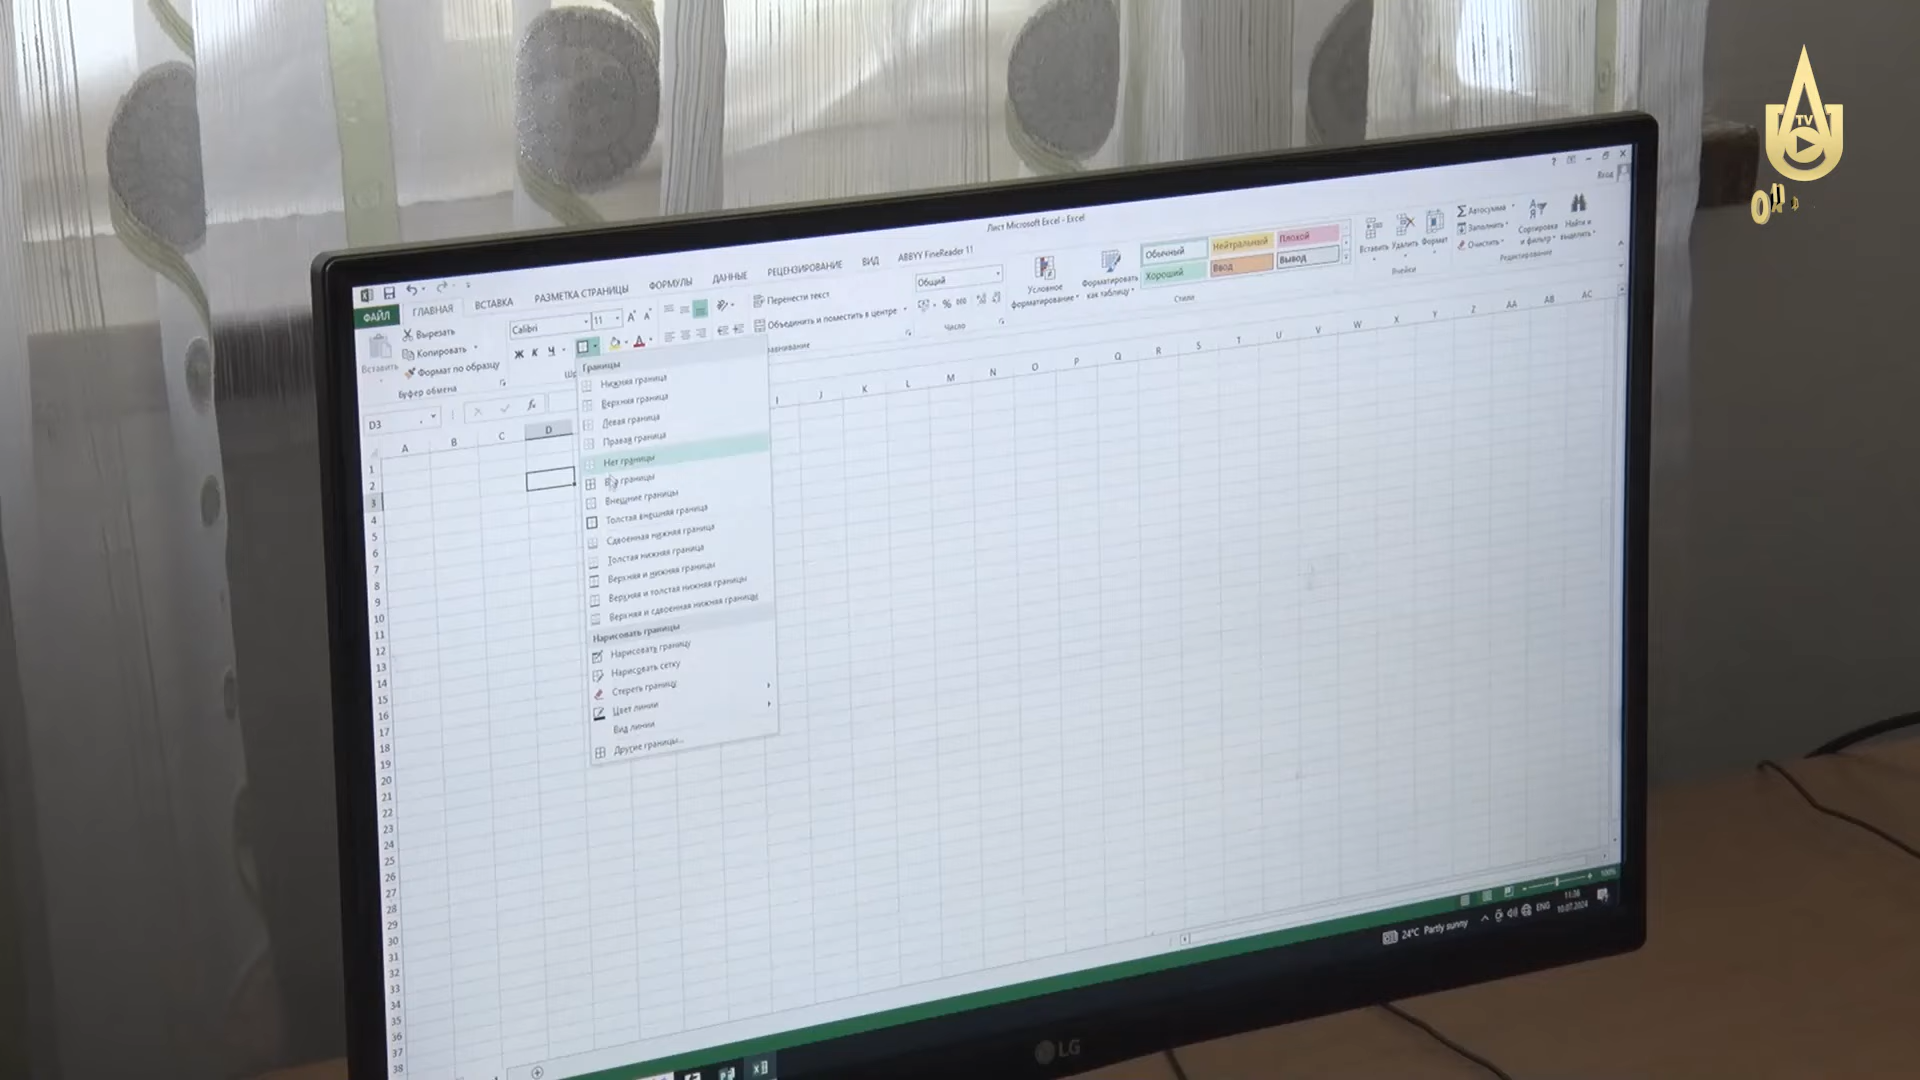 TV
Лист Microsoft Excel - Excel
Вход
ФАЙЛ
ГЛАВНАЯ
ВСТАВКА
РАЗМЕТКА СТРАНИЦЫ
ФОРМУЛЫ
ДАННЫЕ
РЕЦЕНЗИРОВАНИЕ
ВИД
ABBYY FineReader 11
Вставить
Вырезать
Копировать
Формат по образцу
Буфер обмена
Calibri
11
Ж К Ч
Перенести текст
Объединить и поместить в центре
Общий
%
Число
Условное форматирование
Форматировать как таблицу
Обычный
Нейтральный
Плохой
Хороший
Ввод
Вывод
Стили
Вставить
Удалить
Формат
Ячейки
Автосумма
Заполнить
Очистить
Сортировка и фильтр
Найти и выделить
Редактирование
D3
fx
A B C D I J K L M N O P Q R S T U V W X Y Z AA AB AC
Границы
Нижняя граница
Верхняя граница
Левая граница
Правая граница
Нет границы
границы
Внешние границы
Толстая внешняя граница
Сдвоенная нижняя граница
Толстая нижняя граница
Верхняя и нижняя границы
Верхняя и толстая нижняя границы
Верхняя и сдвоенная нижняя границы
Нарисовать границы
Нарисовать границу
Нарисовать сетку
Стереть границу
Цвет линии
Вид линии
Другие границы...
1
2
3
4
5
6
7
8
9
10
11
12
13
14
15
16
17
18
19
20
21
22
23
24
25
26
27
28
29
30
31
32
33
34
35
36
37
38
100%
24°C Partly sunny
ENG
11:36
10.07.2024
LG